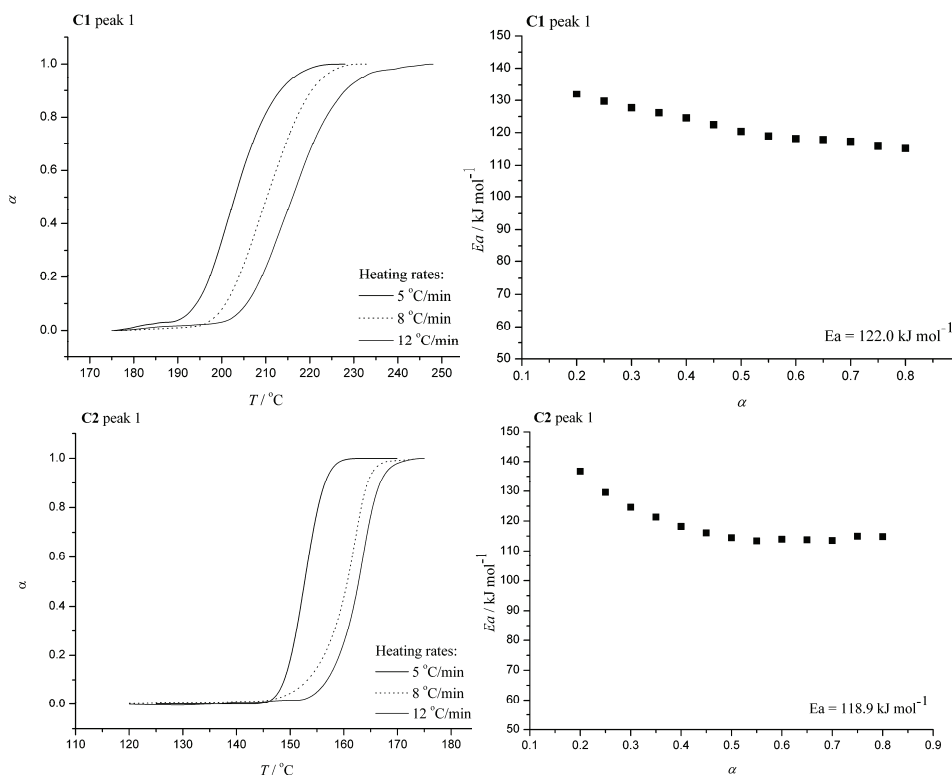 C1 peak 1
1.0
0.8
0.6
0.4
0.2
0.0
α
170 180 190 200 210 220 230 240 250
T / °C
Heating rates:
5 °C/min
8 °C/min
12 °C/min
C1 peak 1
150
140
130
120
110
100
90
80
70
60
50
Ea / kJ mol⁻¹
0.1 0.2 0.3 0.4 0.5 0.6 0.7 0.8
α
Ea = 122.0 kJ mol⁻¹
C2 peak 1
1.0
0.8
0.6
0.4
0.2
0.0
α
110 120 130 140 150 160 170 180
T / °C
Heating rates:
5 °C/min
8 °C/min
12 °C/min
C2 peak 1
150
140
130
120
110
100
90
80
70
60
50
Ea / kJ mol⁻¹
0.1 0.2 0.3 0.4 0.5 0.6 0.7 0.8 0.9
α
Ea = 118.9 kJ mol⁻¹